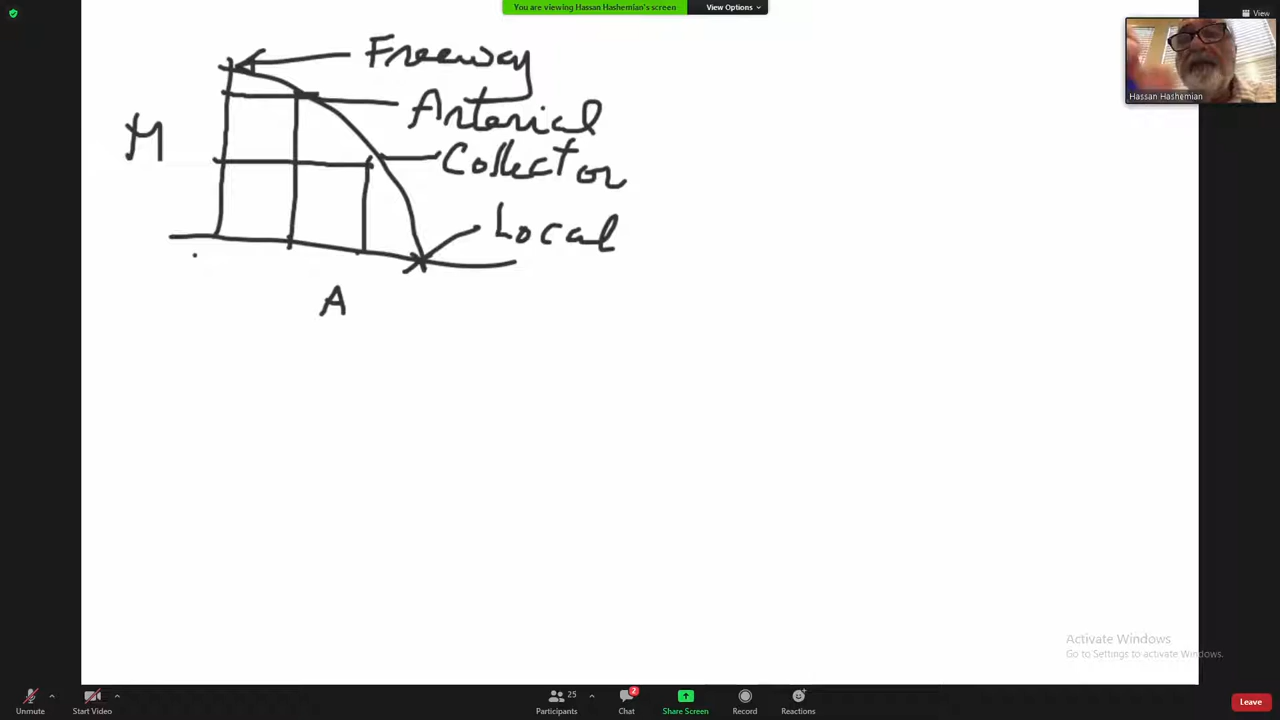 You are viewing Hassan Hashemian's screen
View Options
View
Freeway
Arterial
M
Collector
Local
A
Hassan Hashemian
Activate Windows
Go to Settings to activate Windows.
Unmute
Start Video
25
Participants
2
Chat
Share Screen
Record
Reactions
Leave